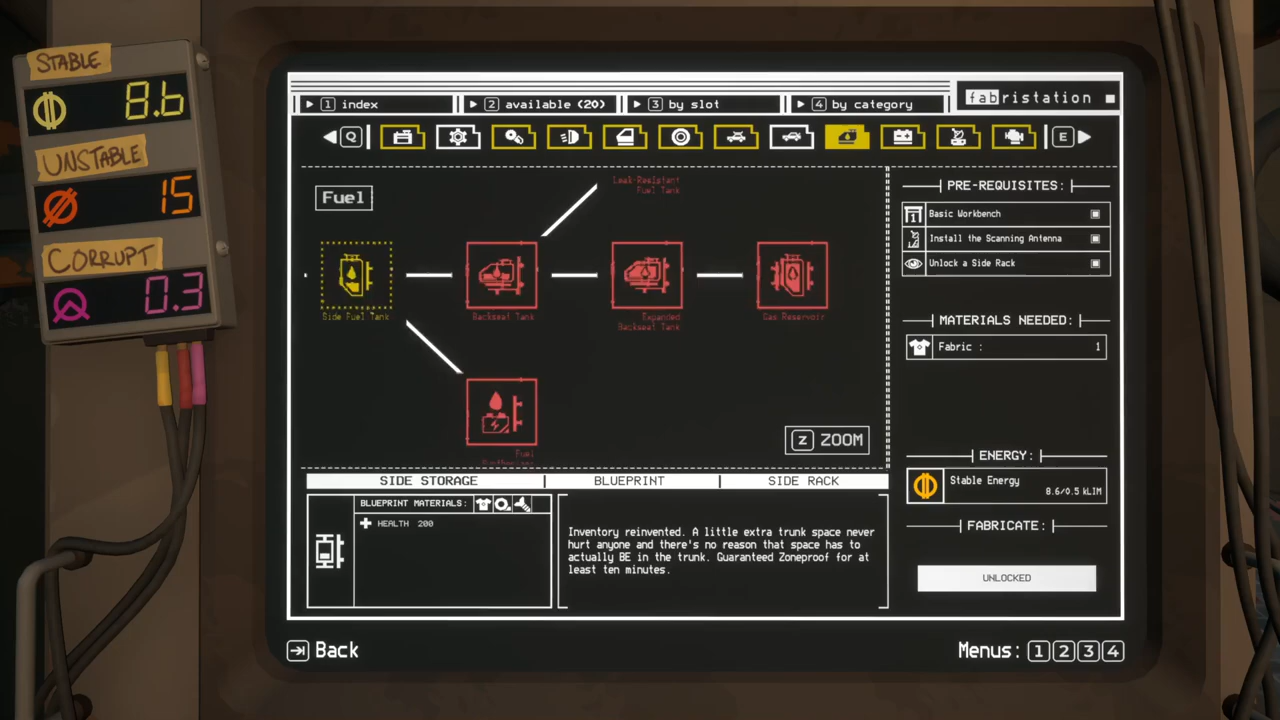 STABLE
8.6
UNSTABLE
15
CORRUPT
0.3
1 index
2 available (20)
3 by slot
4 by category
fabristation
Q
E
Fuel
Leak-Resistant
Fuel Tank
Side Fuel Tank
Backseat Tank
Expanded
Backseat Tank
Gas Reservoir
Fuel
Z ZOOM
PRE-REQUISITES:
1 Basic Workbench
Install the Scanning Antenna
Unlock a Side Rack
MATERIALS NEEDED:
Fabric : 1
ENERGY:
Stable Energy
8.6/0.5 kLIM
FABRICATE:
UNLOCKED
SIDE STORAGE
BLUEPRINT
SIDE RACK
BLUEPRINT MATERIALS:
HEALTH 200
Inventory reinvented. A little extra trunk space never
hurt anyone and there's no reason that space has to
actually BE in the trunk. Guaranteed Zoneproof for at
least ten minutes.
Back
Menus: 1 2 3 4